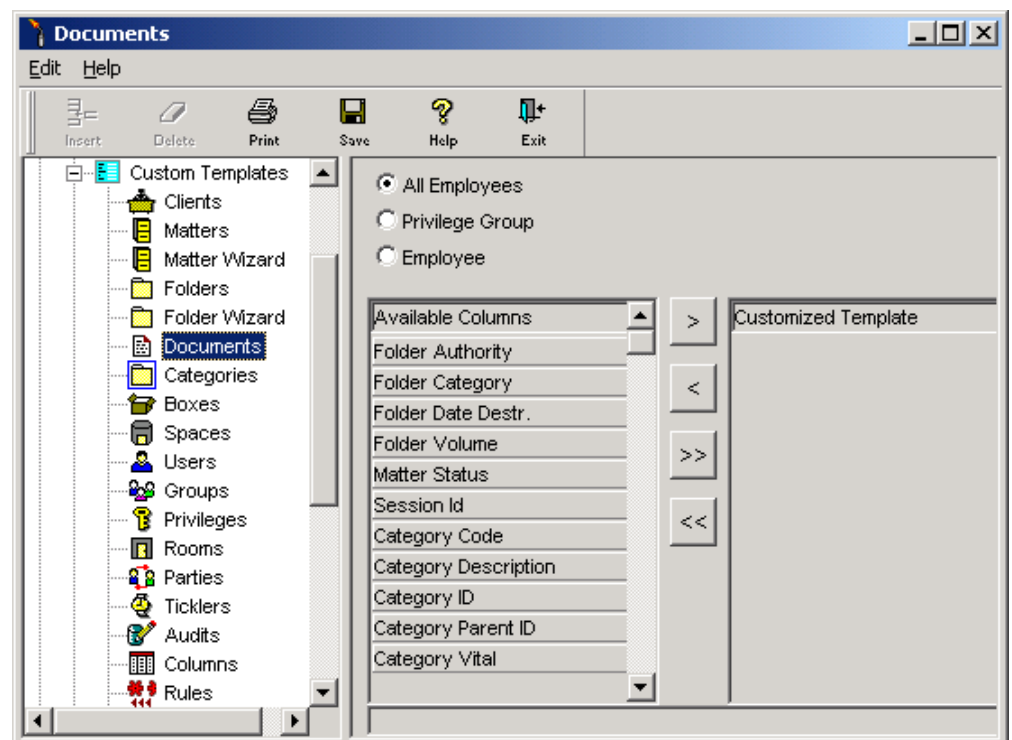 Documents
Edit Help
Insert Delete Print Save Help Exit
Custom Templates
Clients
Matters
Matter Wizard
Folders
Folder Wizard
Documents
Categories
Boxes
Spaces
Users
Groups
Privileges
Rooms
Parties
Ticklers
Audits
Columns
Rules
All Employees
Privilege Group
Employee
Available Columns
Folder Authority
Folder Category
Folder Date Destr.
Folder Volume
Matter Status
Session Id
Category Code
Category Description
Category ID
Category Parent ID
Category Vital
>
<
>>
<<
Customized Template